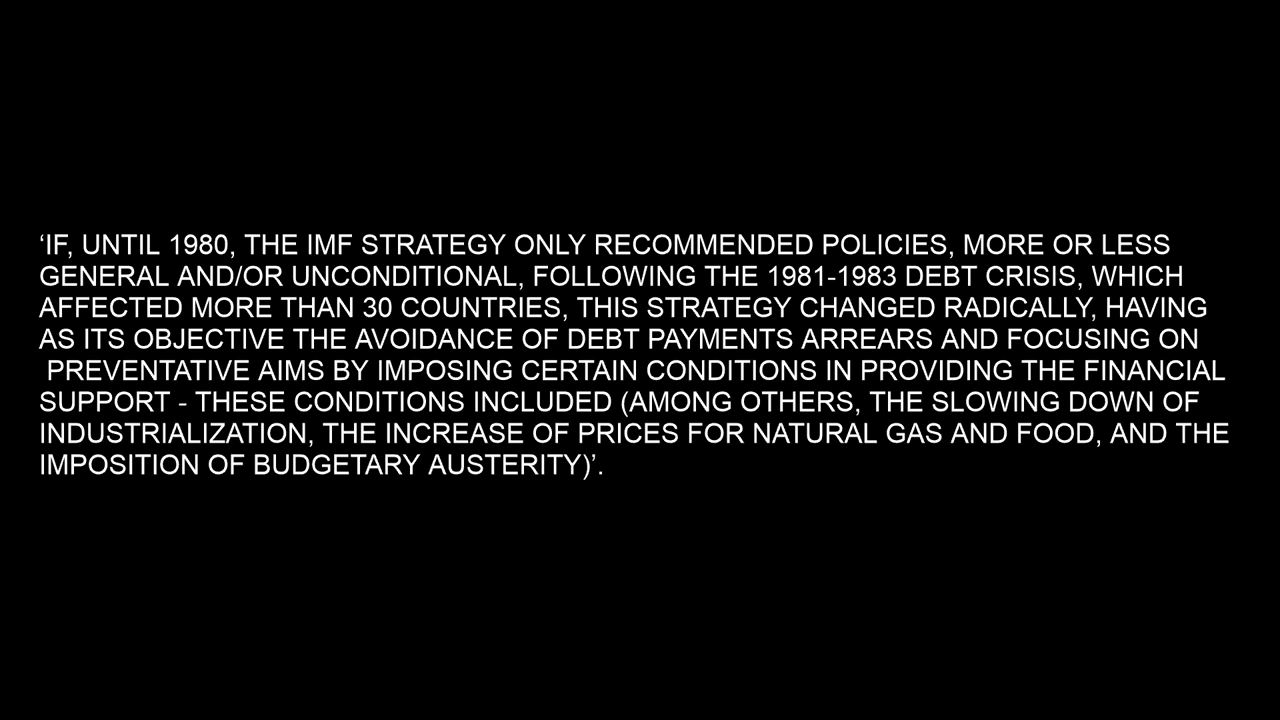 ‘IF, UNTIL 1980, THE IMF STRATEGY ONLY RECOMMENDED POLICIES, MORE OR LESS
GENERAL AND/OR UNCONDITIONAL, FOLLOWING THE 1981-1983 DEBT CRISIS, WHICH
AFFECTED MORE THAN 30 COUNTRIES, THIS STRATEGY CHANGED RADICALLY, HAVING
AS ITS OBJECTIVE THE AVOIDANCE OF DEBT PAYMENTS ARREARS AND FOCUSING ON
PREVENTATIVE AIMS BY IMPOSING CERTAIN CONDITIONS IN PROVIDING THE FINANCIAL
SUPPORT - THESE CONDITIONS INCLUDED (AMONG OTHERS, THE SLOWING DOWN OF
INDUSTRIALIZATION, THE INCREASE OF PRICES FOR NATURAL GAS AND FOOD, AND THE
IMPOSITION OF BUDGETARY AUSTERITY)’.